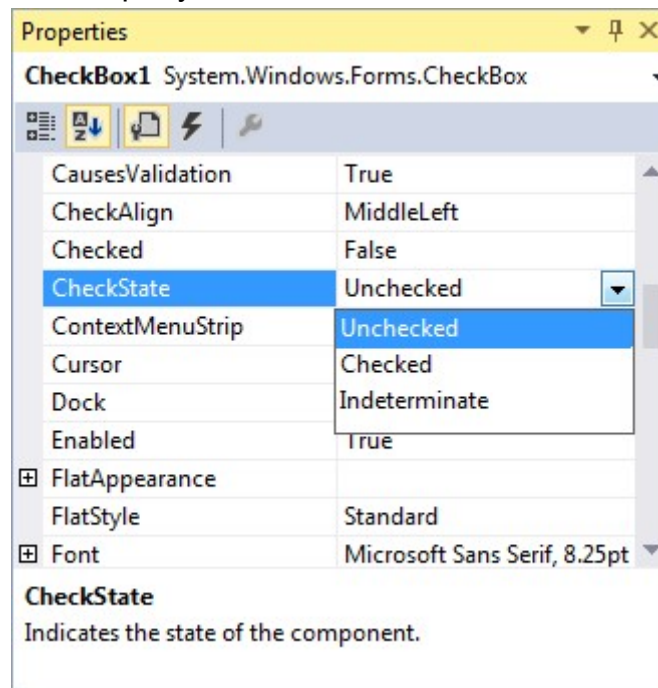 Properties
CheckBox1 System.Windows.Forms.CheckBox
CausesValidation True
CheckAlign MiddleLeft
Checked False
CheckState Unchecked
ContextMenuStrip Unchecked
Cursor Checked
Dock Indeterminate
Enabled True
FlatAppearance
FlatStyle Standard
Font Microsoft Sans Serif, 8.25pt
CheckState
Indicates the state of the component.